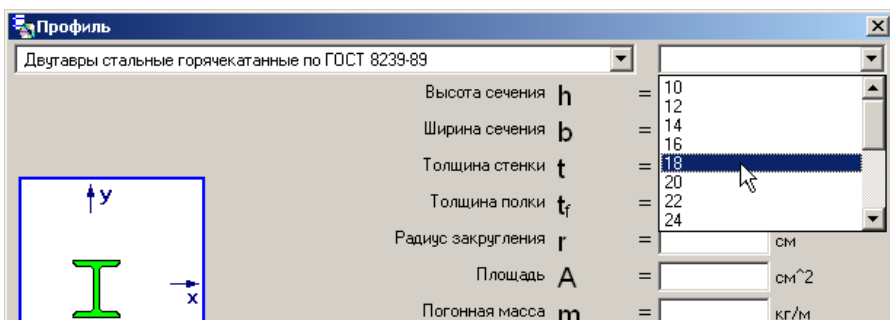 Профиль
Двутавры стальные горячекатанные по ГОСТ 8239-89
Высота сечения h =
Ширина сечения b =
Толщина стенки t =
Толщина полки tf =
Радиус закругления r = см
Площадь A = см^2
Погонная масса m = кг/м
10
12
14
16
18
20
22
24
y
x